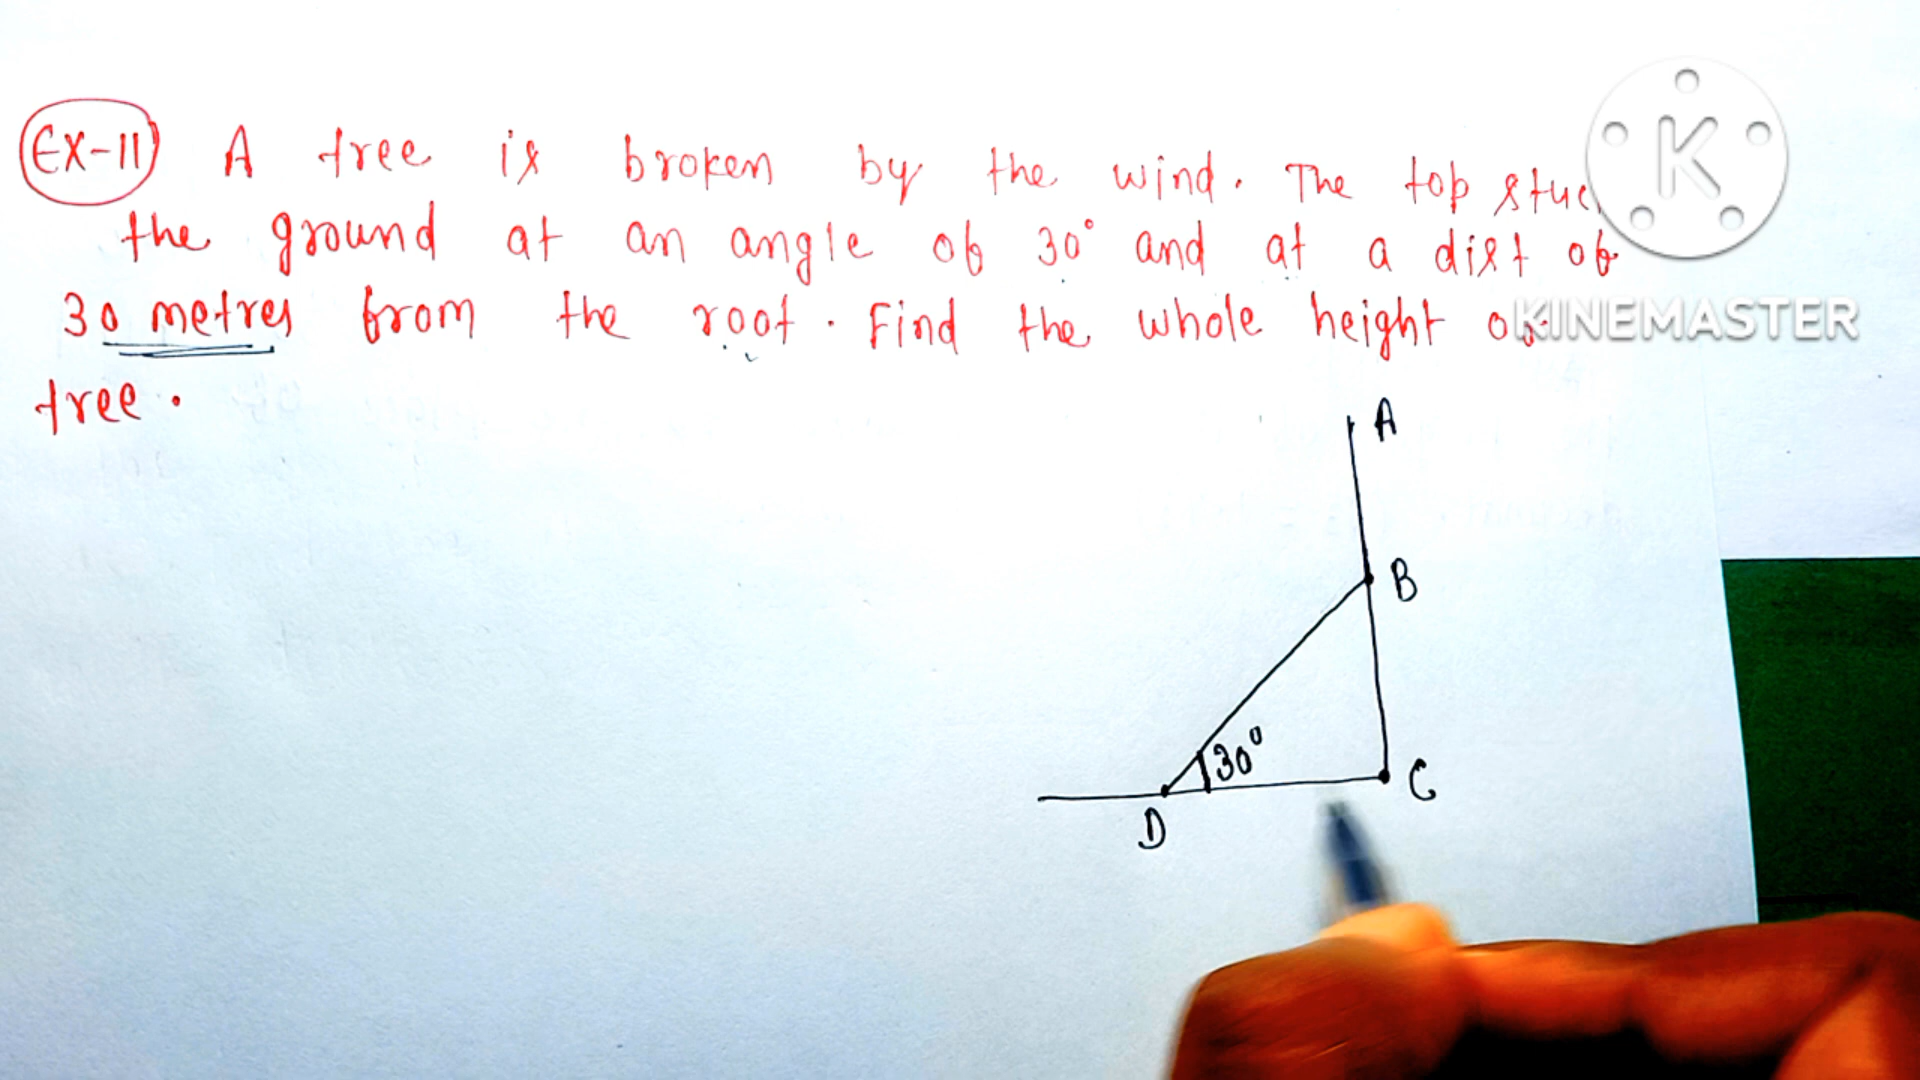 EX-11 A tree is broken by the wind. The top
the ground at an angle of 30° and at a dist of
30 metres from the root. Find the whole height
tree.
K
KINEMASTER
A
B
30°
C
D